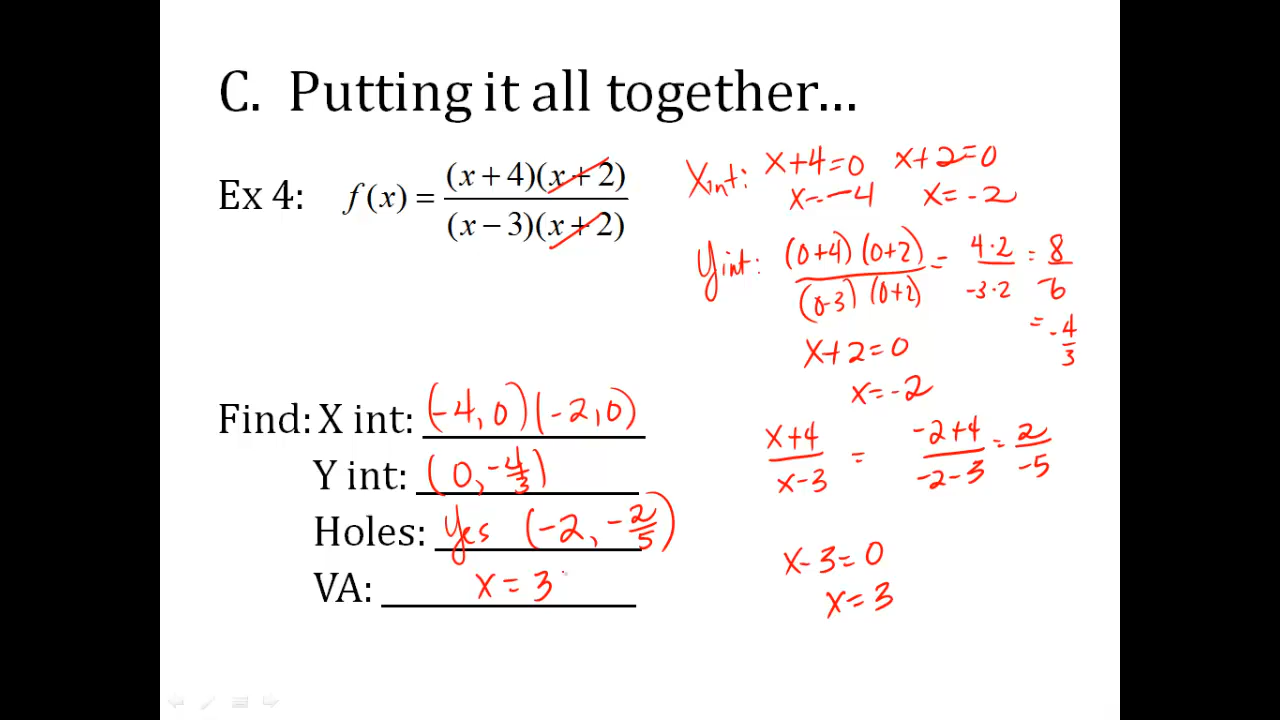 C. Putting it all together...
Ex 4: f(x) = (x + 4)(x + 2) / (x − 3)(x + 2)
Xint: x+4=0 x+2=0
x=-4 x=-2
Yint: (0+4)(0+2) / (0-3)(0+2) = 4·2 / -3·2 = 8 / -6
= -4/3
x+2=0
x=-2
x+4 / x-3 = -2+4 / -2-3 = 2 / -5
x-3=0
x=3
Find: X int: (-4,0)(-2,0)
Y int: (0,-4/3)
Holes: Yes (-2,-2/5)
VA: x=3